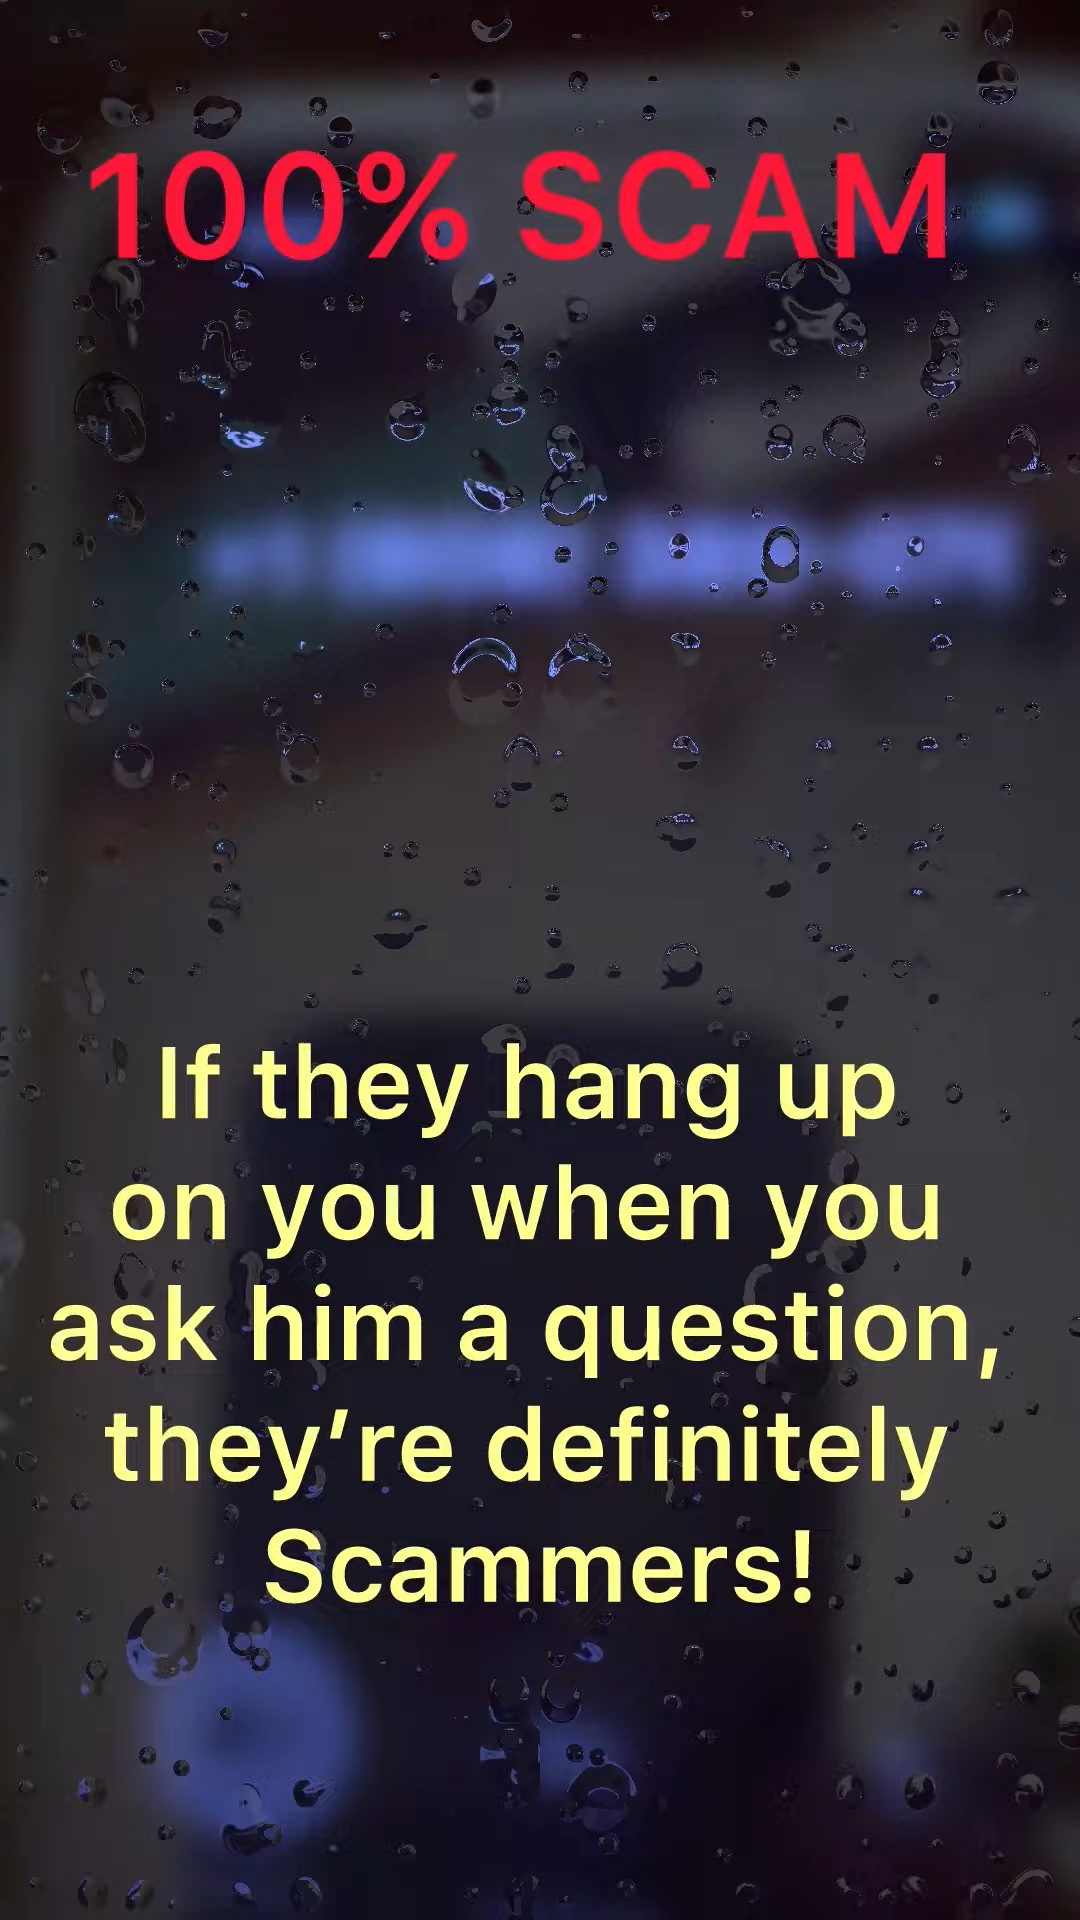 100% SCAM
If they hang up
on you when you
ask him a question,
they’re definitely
Scammers!